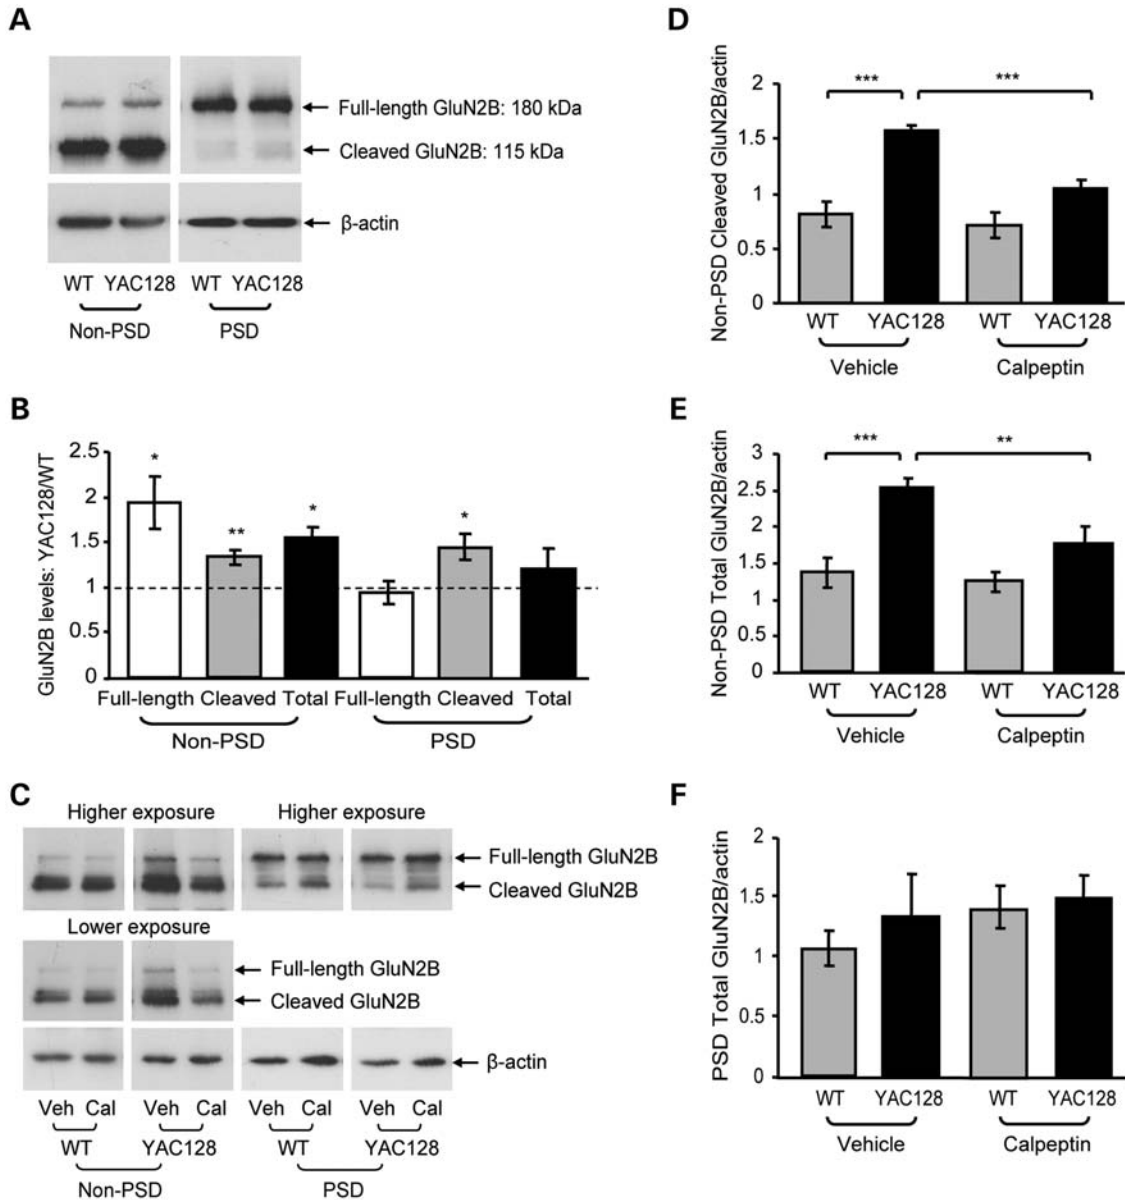 A
Full-length GluN2B: 180 kDa
Cleaved GluN2B: 115 kDa
β-actin
WT YAC128 WT YAC128
Non-PSD PSD
B
GluN2B levels: YAC128/WT
2.5
2
1.5
1
0.5
0
* ** * *
Full-length Cleaved Total Full-length Cleaved Total
Non-PSD PSD
C
Higher exposure Higher exposure
Full-length GluN2B
Cleaved GluN2B
Lower exposure
Full-length GluN2B
Cleaved GluN2B
β-actin
Veh Cal Veh Cal Veh Cal Veh Cal
WT YAC128 WT YAC128
Non-PSD PSD
D
Non-PSD Cleaved GluN2B/actin
2
1.5
1
0.5
0
*** ***
WT YAC128 WT YAC128
Vehicle Calpeptin
E
Non-PSD Total GluN2B/actin
3
2.5
2
1.5
1
0.5
0
*** **
WT YAC128 WT YAC128
Vehicle Calpeptin
F
PSD Total GluN2B/actin
2
1.5
1
0.5
0
WT YAC128 WT YAC128
Vehicle Calpeptin